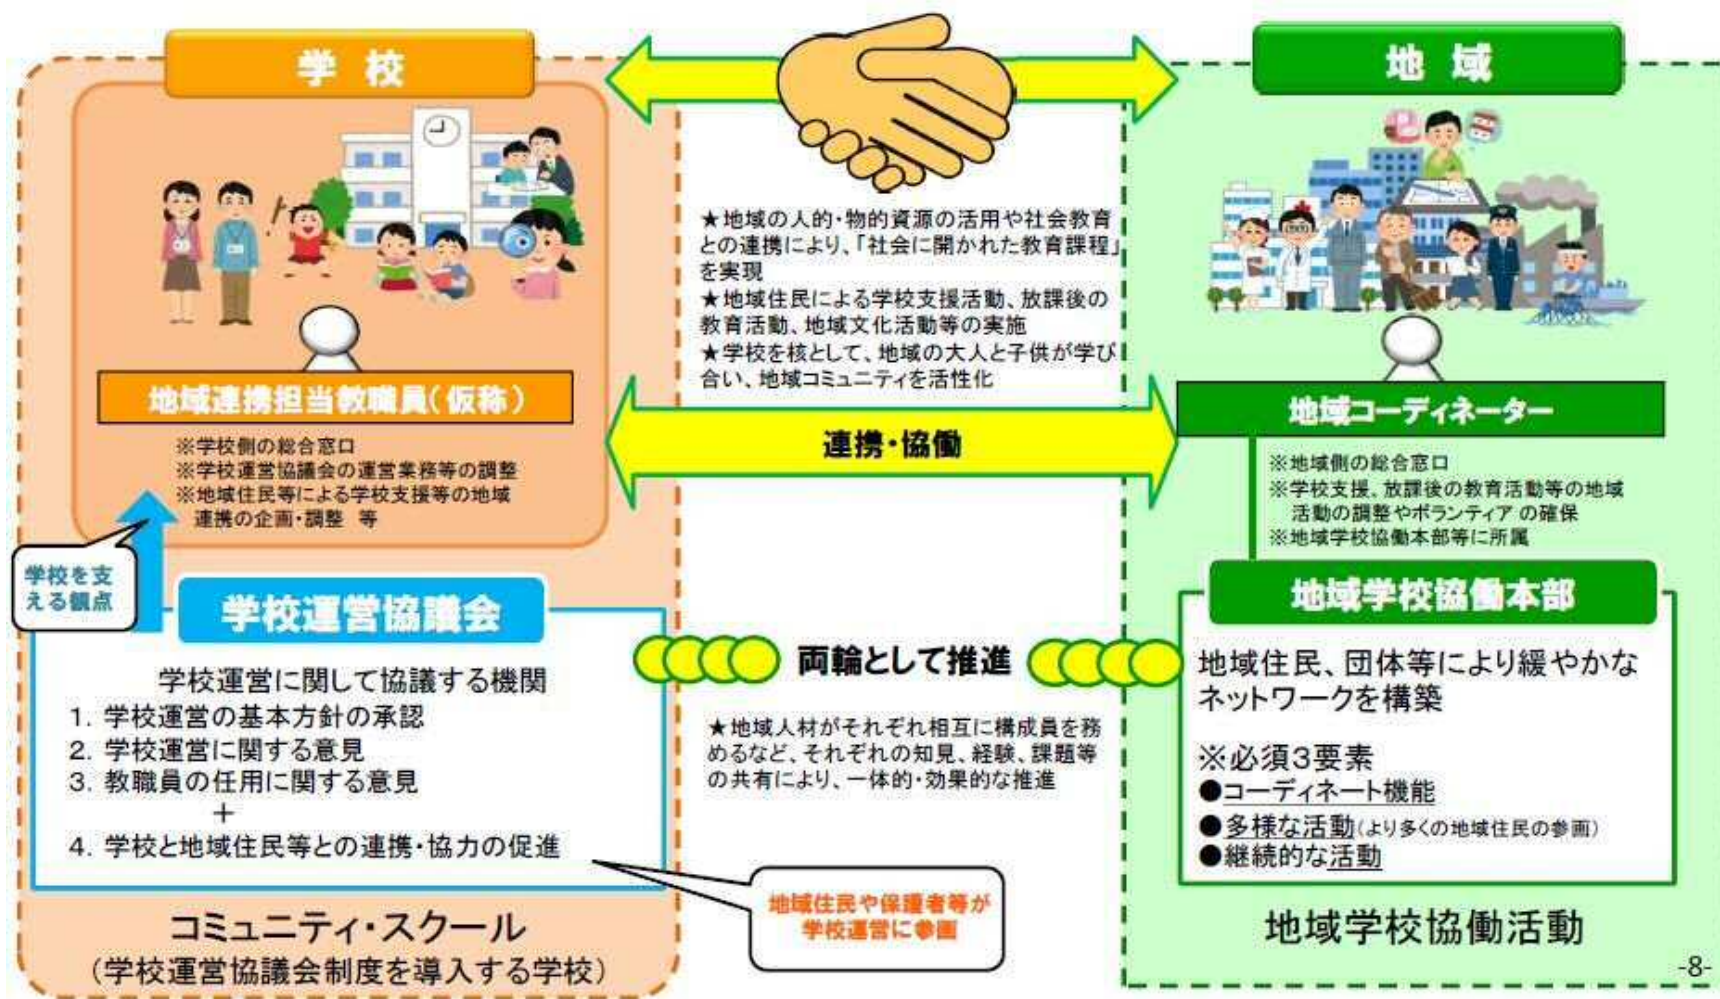 学校
地域
★地域の人的・物的資源の活用や社会教育
との連携により、「社会に開かれた教育課程」
を実現
★地域住民による学校支援活動、放課後の
教育活動、地域文化活動等の実施
★学校を核として、地域の大人と子供が学び
合い、地域コミュニティを活性化
地域連携担当教職員(仮称)
※学校側の総合窓口
※学校運営協議会の運営業務等の調整
※地域住民等による学校支援等の地域
連携の企画・調整 等
連携・協働
地域コーディネーター
※地域側の総合窓口
※学校支援、放課後の教育活動等の地域
活動の調整やボランティア の確保
※地域学校協働本部等に所属
学校を支
える観点
学校運営協議会
学校運営に関して協議する機関
1. 学校運営の基本方針の承認
2. 学校運営に関する意見
3. 教職員の任用に関する意見
+
4. 学校と地域住民等との連携・協力の促進
両輪として推進
★地域人材がそれぞれ相互に構成員を務
めるなど、それぞれの知見、経験、課題等
の共有により、一体的・効果的な推進
地域学校協働本部
地域住民、団体等により緩やかな
ネットワークを構築
※必須3要素
●コーディネート機能
●多様な活動(より多くの地域住民の参画)
●継続的な活動
地域住民や保護者等が
学校運営に参画
コミュニティ・スクール
(学校運営協議会制度を導入する学校)
地域学校協働活動
-8-